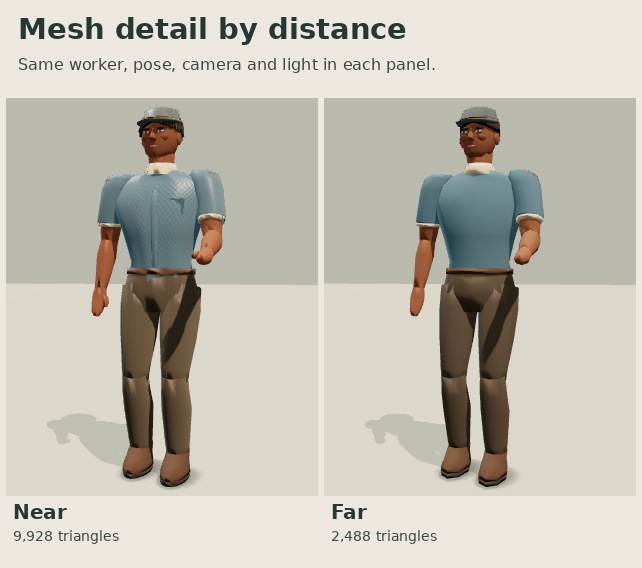 Mesh detail by distance
Same worker, pose, camera and light in each panel.
Near
9,928 triangles
Far
2,488 triangles